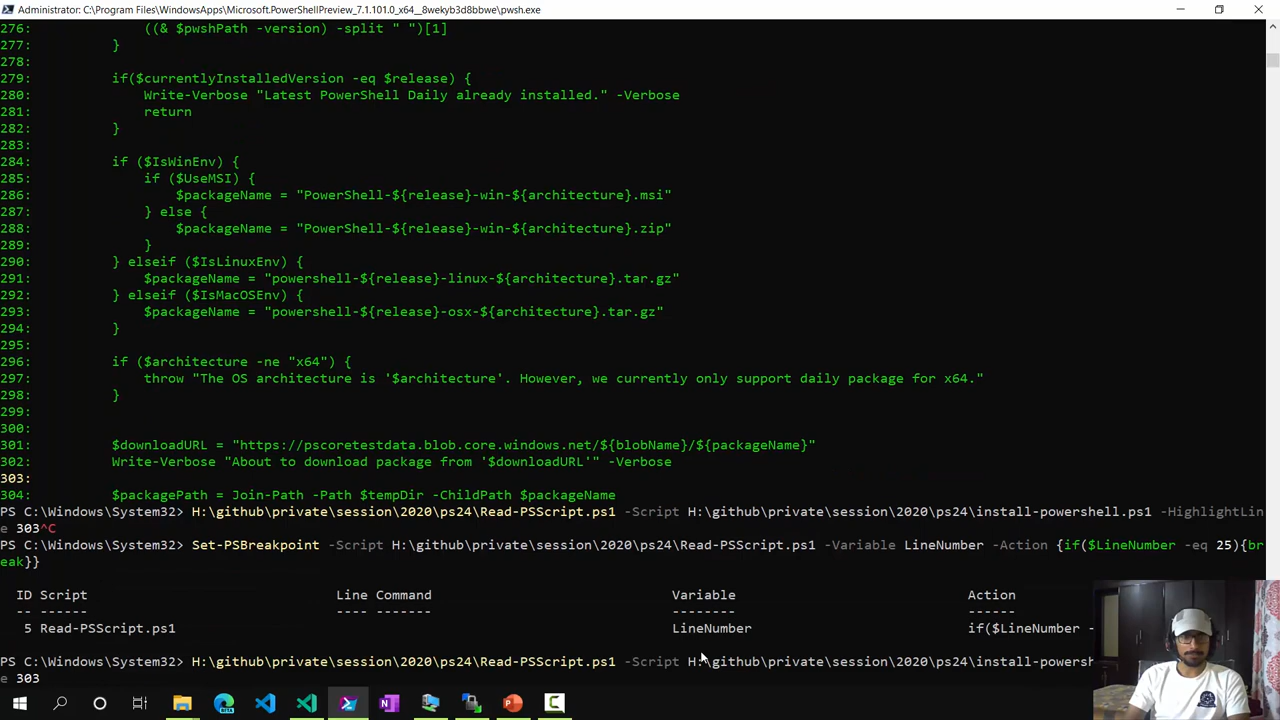 Administrator: C:\Program Files\WindowsApps\Microsoft.PowerShellPreview_7.1.101.0_x64__8wekyb3d8bbwe\pwsh.exe
276:              ((& $pwshPath -version) -split " ")[1]
277:          }
278:
279:          if($currentlyInstalledVersion -eq $release) {
280:              Write-Verbose "Latest PowerShell Daily already installed." -Verbose
281:              return
282:          }
283:
284:          if ($IsWinEnv) {
285:              if ($UseMSI) {
286:                  $packageName = "PowerShell-${release}-win-${architecture}.msi"
287:              } else {
288:                  $packageName = "PowerShell-${release}-win-${architecture}.zip"
289:              }
290:          } elseif ($IsLinuxEnv) {
291:              $packageName = "powershell-${release}-linux-${architecture}.tar.gz"
292:          } elseif ($IsMacOSEnv) {
293:              $packageName = "powershell-${release}-osx-${architecture}.tar.gz"
294:          }
295:
296:          if ($architecture -ne "x64") {
297:              throw "The OS architecture is '$architecture'. However, we currently only support daily package for x64."
298:          }
299:
300:
301:          $downloadURL = "https://pscoretestdata.blob.core.windows.net/${blobName}/${packageName}"
302:          Write-Verbose "About to download package from '$downloadURL'" -Verbose
303:
304:          $packagePath = Join-Path -Path $tempDir -ChildPath $packageName
PS C:\Windows\System32> H:\github\private\session\2020\ps24\Read-PSScript.ps1 -Script H:\github\private\session\2020\ps24\install-powershell.ps1 -HighlightLin
e 303^C
PS C:\Windows\System32> Set-PSBreakpoint -Script H:\github\private\session\2020\ps24\Read-PSScript.ps1 -Variable LineNumber -Action {if($LineNumber -eq 25){br
eak}}
ID Script Line Command Variable Action
-- ------ ---- ------- -------- ------
5 Read-PSScript.ps1 LineNumber if($LineNumber -
PS C:\Windows\System32> H:\github\private\session\2020\ps24\Read-PSScript.ps1 -Script H:\github\private\session\2020\ps24\install-powersh
e 303